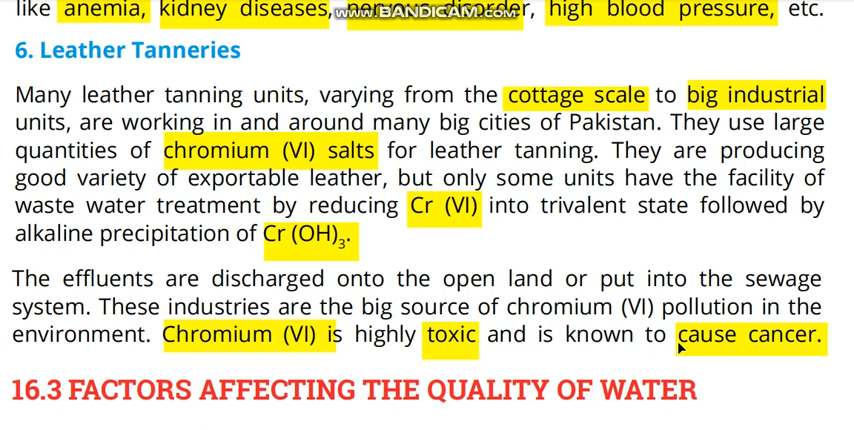 like anemia, kidney diseases, nervous disorder, high blood pressure, etc.
www.BANDICAM.com
6. Leather Tanneries
Many leather tanning units, varying from the cottage scale to big industrial
units, are working in and around many big cities of Pakistan. They use large
quantities of chromium (VI) salts for leather tanning. They are producing
good variety of exportable leather, but only some units have the facility of
waste water treatment by reducing Cr (VI) into trivalent state followed by
alkaline precipitation of Cr (OH)₃.
The effluents are discharged onto the open land or put into the sewage
system. These industries are the big source of chromium (VI) pollution in the
environment. Chromium (VI) is highly toxic and is known to cause cancer.
16.3 FACTORS AFFECTING THE QUALITY OF WATER